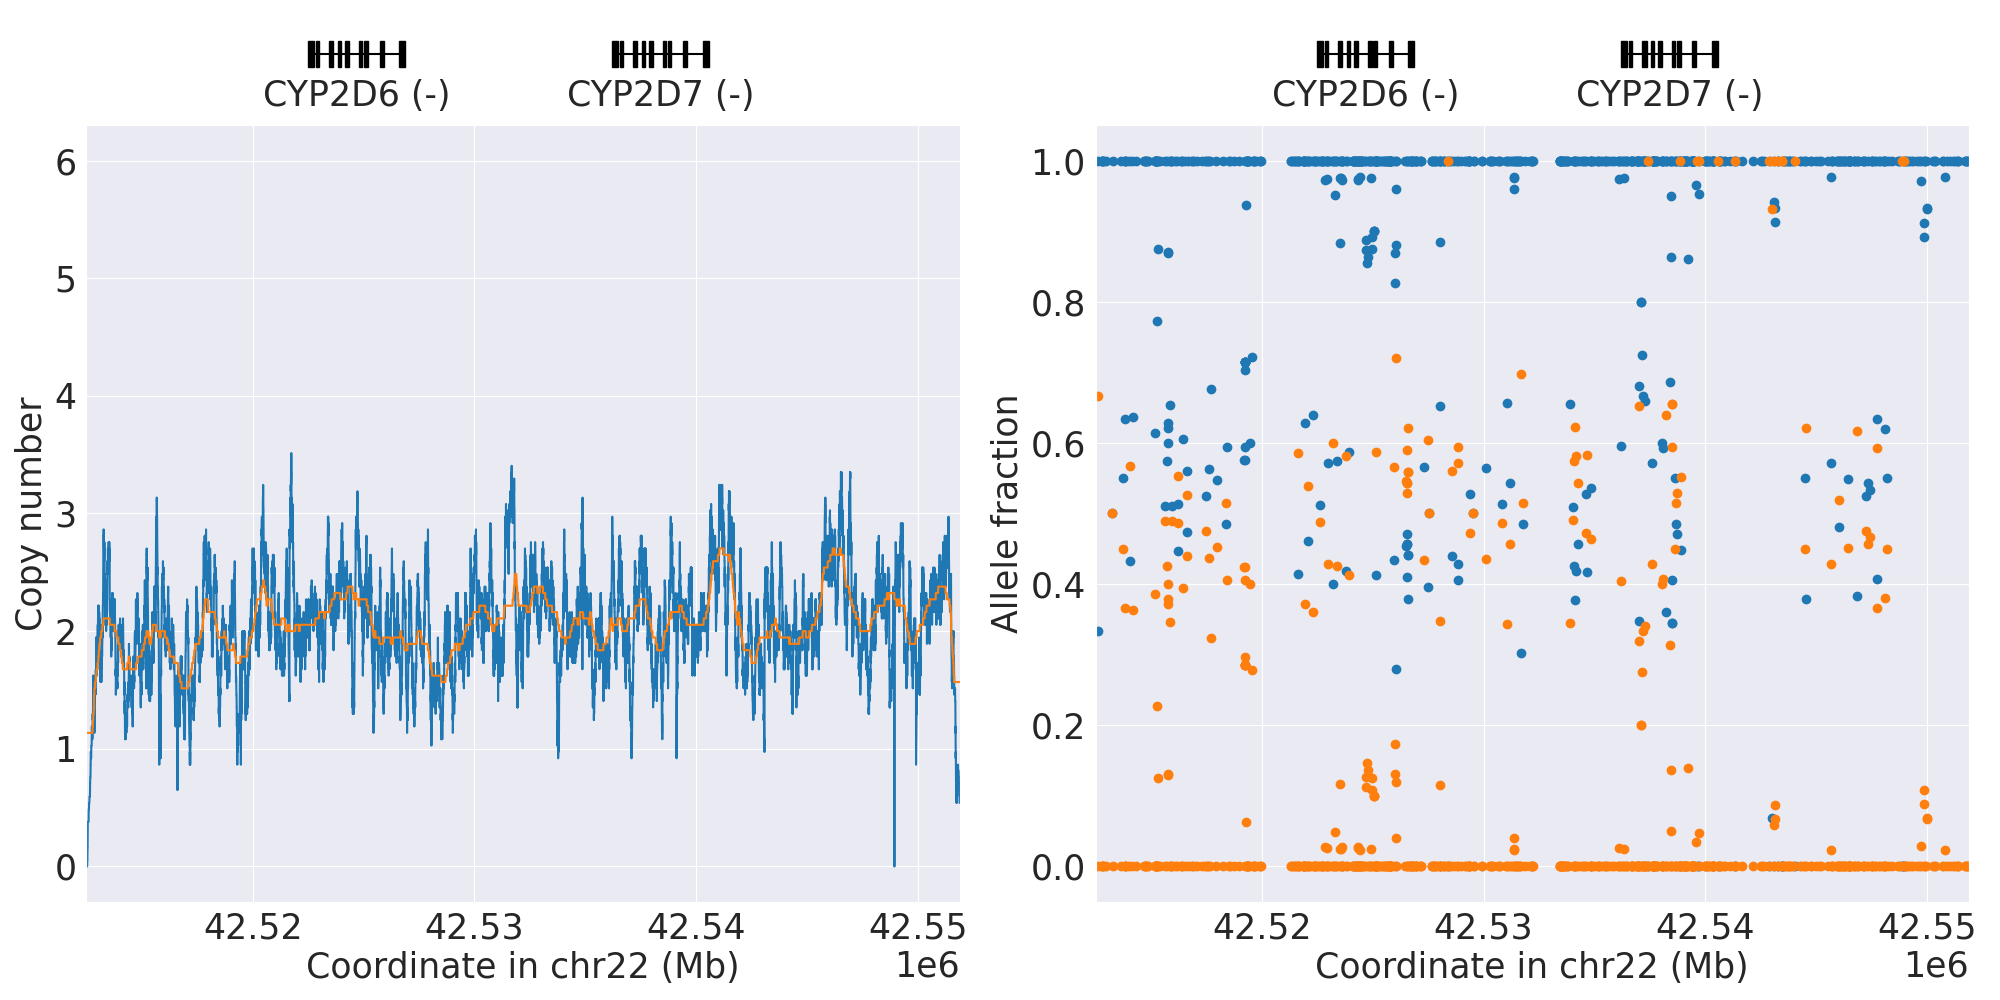 CYP2D6 (-)
CYP2D7 (-)
6
5
4
3
2
1
0
Copy number
42.52
42.53
42.54
42.55
Coordinate in chr22 (Mb)
1e6
CYP2D6 (-)
CYP2D7 (-)
1.0
0.8
0.6
0.4
0.2
0.0
Allele fraction
42.52
42.53
42.54
42.55
Coordinate in chr22 (Mb)
1e6